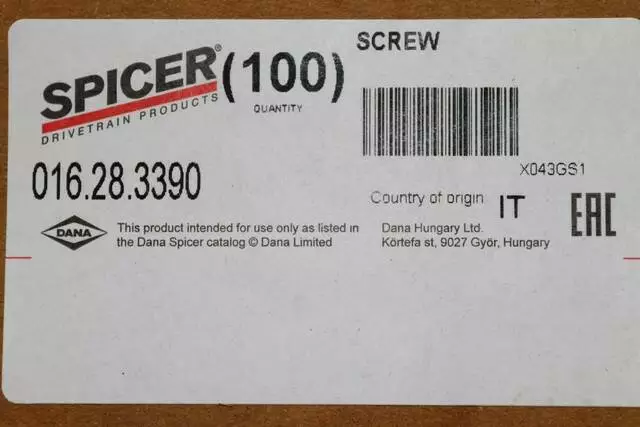 SCREW
SPICER®
DRIVETRAIN PRODUCTS
(100)
QUANTITY
X043GS1
016.28.3390
Country of origin IT
EAC
DANA
This product intended for use only as listed in
the Dana Spicer catalog © Dana Limited
Dana Hungary Ltd.
Körtefa st, 9027 Győr, Hungary